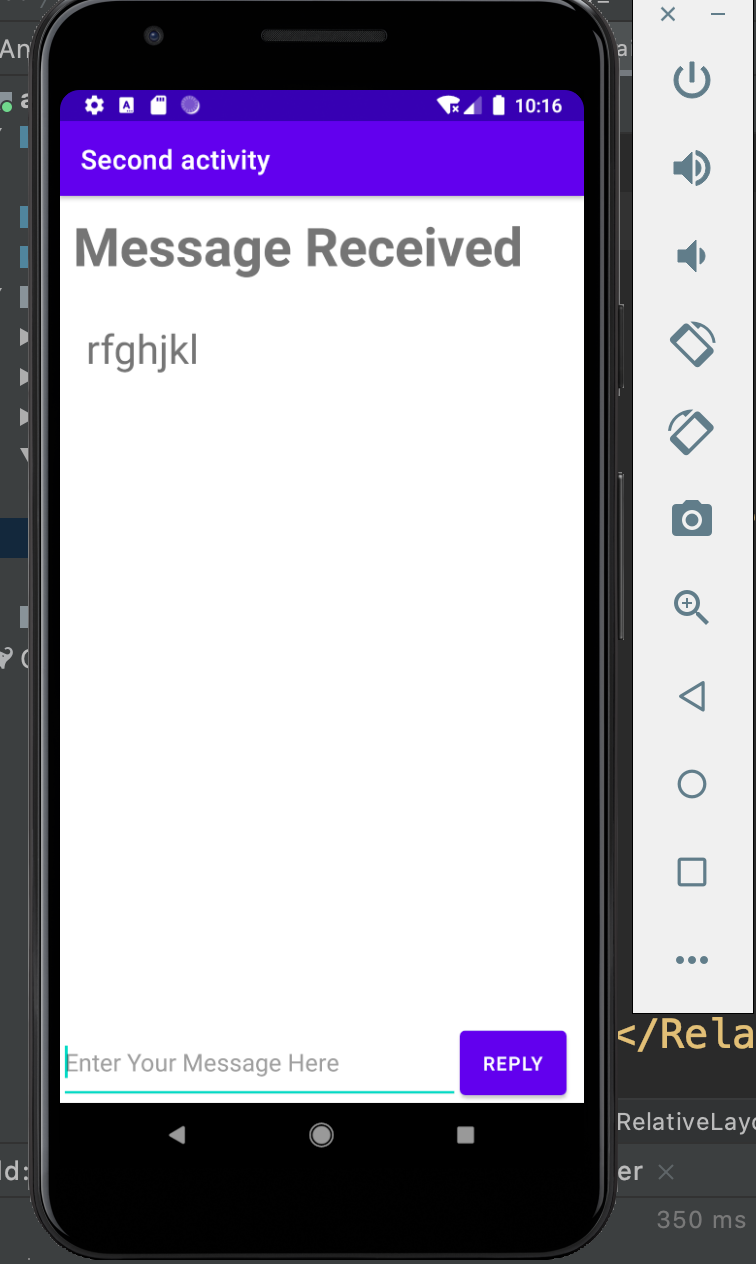 An
10:16
Second activity
Message Received
rfghjkl
Enter Your Message Here
REPLY
</Rela
RelativeLayo
ld:
er
350 ms